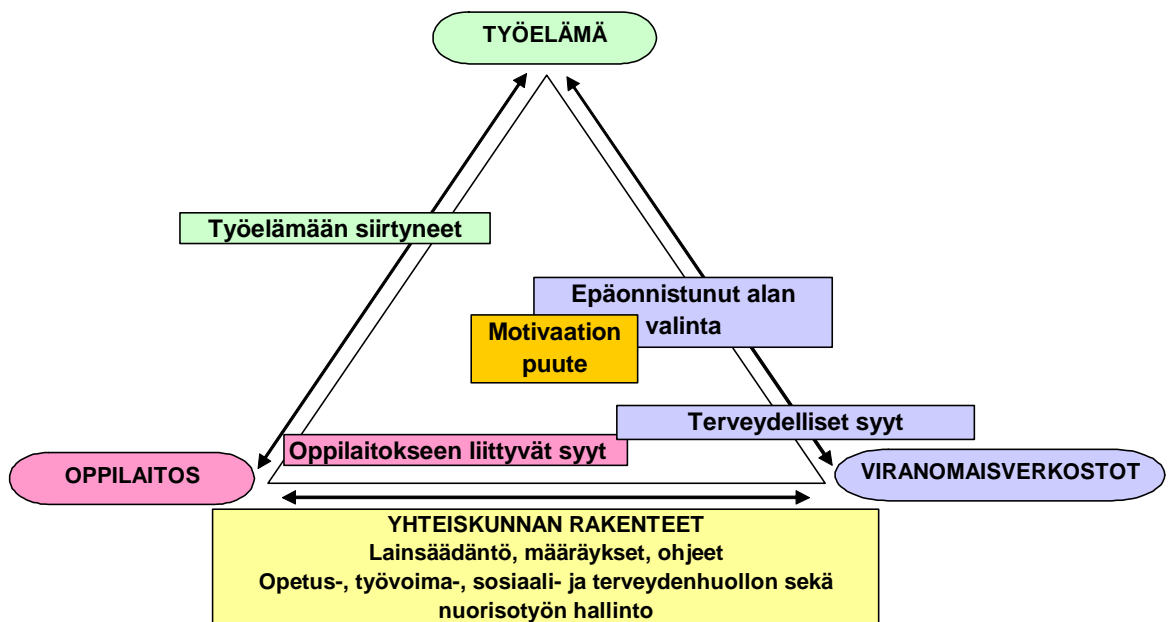 TYÖELÄMÄ
Työelämään siirtyneet
Epäonnistunut alan
valinta
Motivaation
puute
Terveydelliset syyt
Oppilaitokseen liittyvät syyt
OPPILAITOS
VIRANOMAISVERKOSTOT
YHTEISKUNNAN RAKENTEET
Lainsäädäntö, määräykset, ohjeet
Opetus-, työvoima-, sosiaali- ja terveydenhuollon sekä
nuorisotyön hallinto